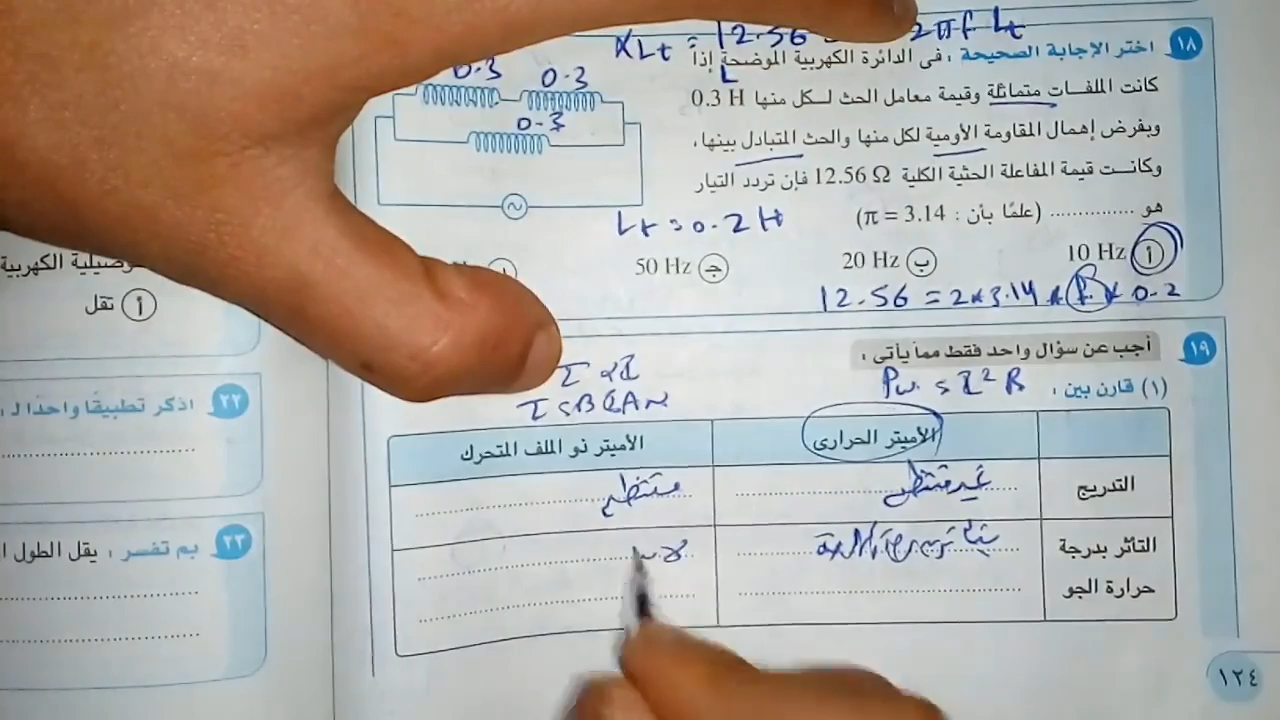 XLt = 12.56 2πf Lt
١٨ اختر الإجابة الصحيحة : فى الدائرة الكهربية الموضحة إذا
كانت الملفات متماثلة وقيمة معامل الحث لكل منها 0.3 H
وبفرض إهمال المقاومة الأومية لكل منها والحث المتبادل بينها،
وكانت قيمة المفاعلة الحثية الكلية 12.56 Ω فإن تردد التيار
هو ............... (علمًا بأن : π = 3.14)
0.3 0.3
0.3
L
Lt = 0.2 H
أ 10 Hz ب 20 Hz ج 50 Hz
12.56 = 2 * 3.14 * f * 0.2
١٩ أجب عن سؤال واحد فقط مما يأتى :
(١) قارن بين : Pw = I² R
I
الأميتر الحرارى الأميتر ذو الملف المتحرك
التدريج غير منتظم منتظم
التأثر بدرجة حرارة الجو
١٢٤
الكهربية
أ تقل
٢٢ اذكر تطبيقًا واحدًا لـ :
٢٣ بم تفسر : يقل الطول